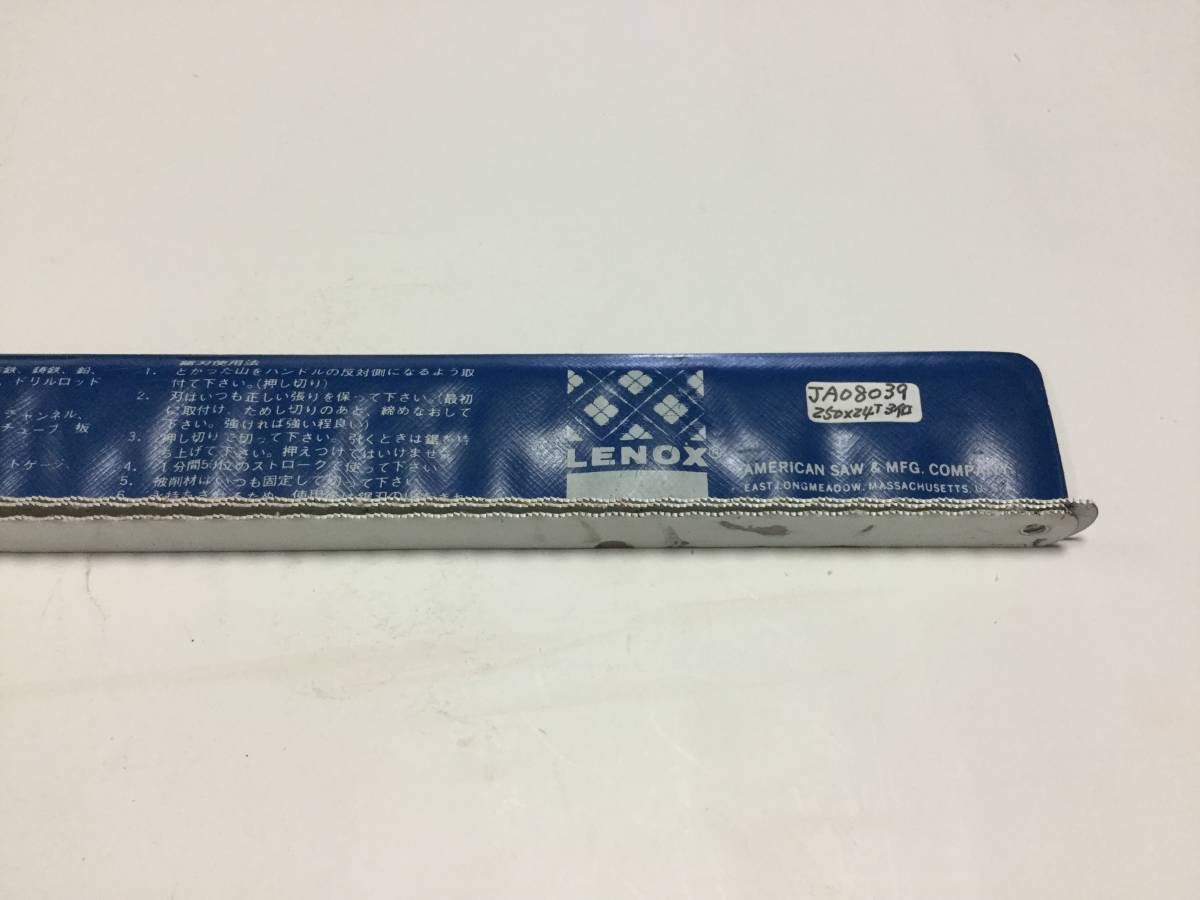 鉄、鋳鉄、鉛、
ドリルロッド
チャンネル、
チューブ 板
トゲージ、
鋸刃使用法
1. とがった山をハンドルの反対側になるよう取
付て下さい。(押し切り)
2. 刃はいつも正しい張りを保って下さい。(最初
に取付け、ためし切りのあと、締めなおして
下さい。強ければ強い程良い)
3. 押し切りで切って下さい。引くときは鋸を持
ち上げて下さい。押えつけてはいけません
4. 1分間50位のストロークで使って下さい
5. 被削材はいつも固定して切って下さい
6.
LENOX®
JA08039
250X24T 3枚
AMERICAN SAW & MFG. COMPANY
EAST LONGMEADOW, MASSACHUSETTS, U.